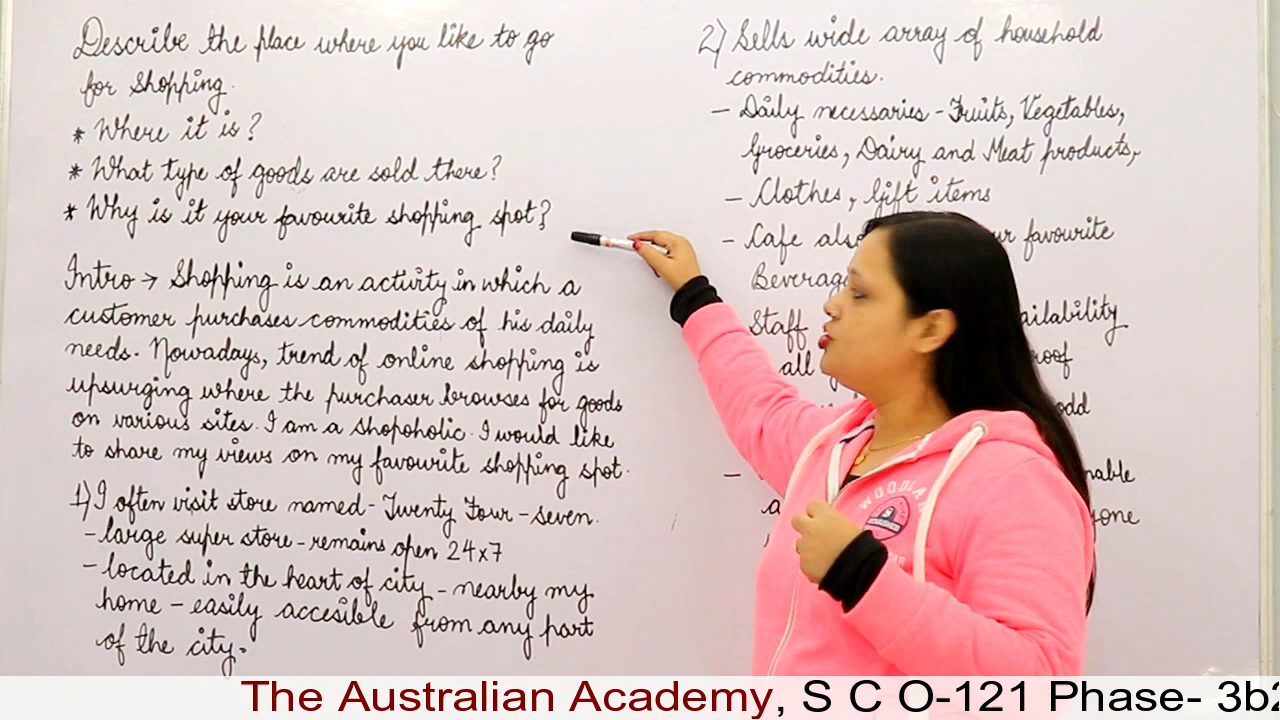 Describe the place where you like to go
for Shopping.
* Where it is?
* What type of goods are sold there?
* Why is it your favourite shopping spot?
Intro → Shopping is an activity in which a
customer purchases commodities of his daily
needs. Nowadays, trend of online shopping is
upsurging where the purchaser browses for goods
on various sites. I am a Shopoholic. I would like
to share my views on my favourite shopping spot.
1) I often visit store named - Twenty Four - seven.
- large super store - remains open 24x7
- located in the heart of city - nearby my
home - easily accesible from any part
of the city.
2) Sells wide array of household
commodities.
- Daily necessaries - Fruits, Vegetables,
Groceries, Dairy and Meat products,
- Clothes, Gift items
- Cafe also favourite
Staff
all
WOODLAND
The Australian Academy, S C O-121 Phase- 3b2